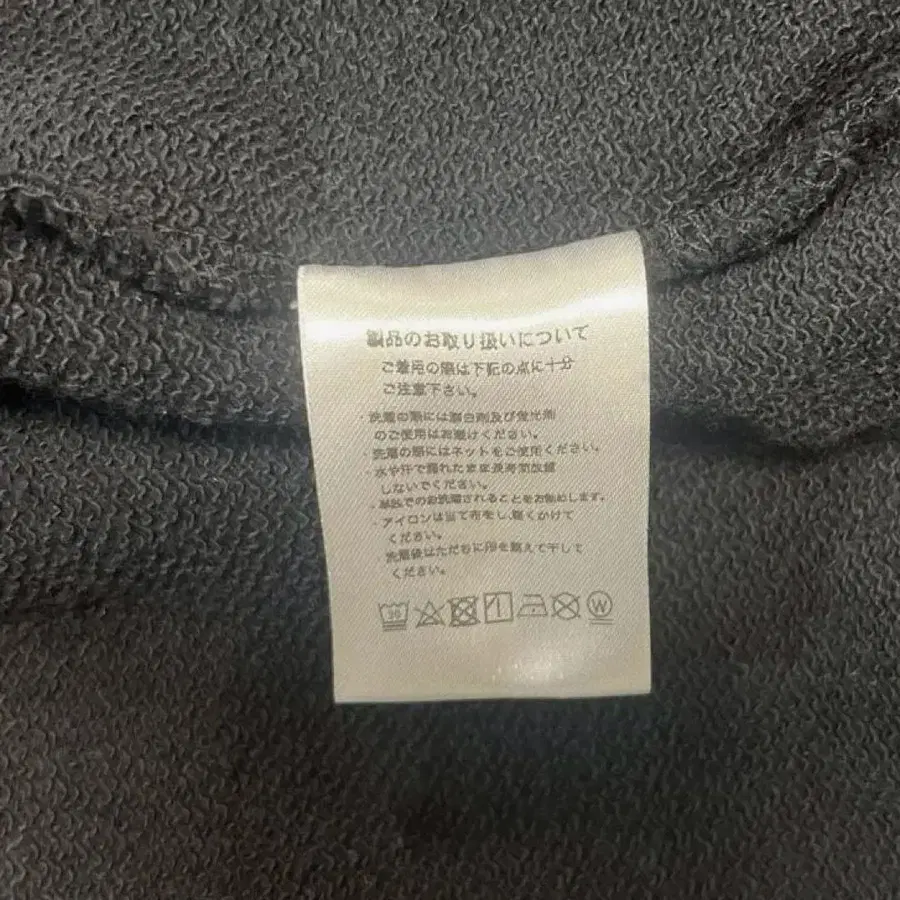 製品のお取り扱いについて
ご着用の際は下記の点に十分
ご注意下さい。
・洗濯の際には漂白剤及び蛍光剤
のご使用はお避けください。
・洗濯の際にはネットをご使用ください。
・水や汗で濡れたまま長時間放置
しないでください。
・単独でのお洗濯されることをお勧めします。
・アイロンは当て布をし、軽くかけて
ください。
・洗濯後はただちに形を整えて干して
ください。
30 W